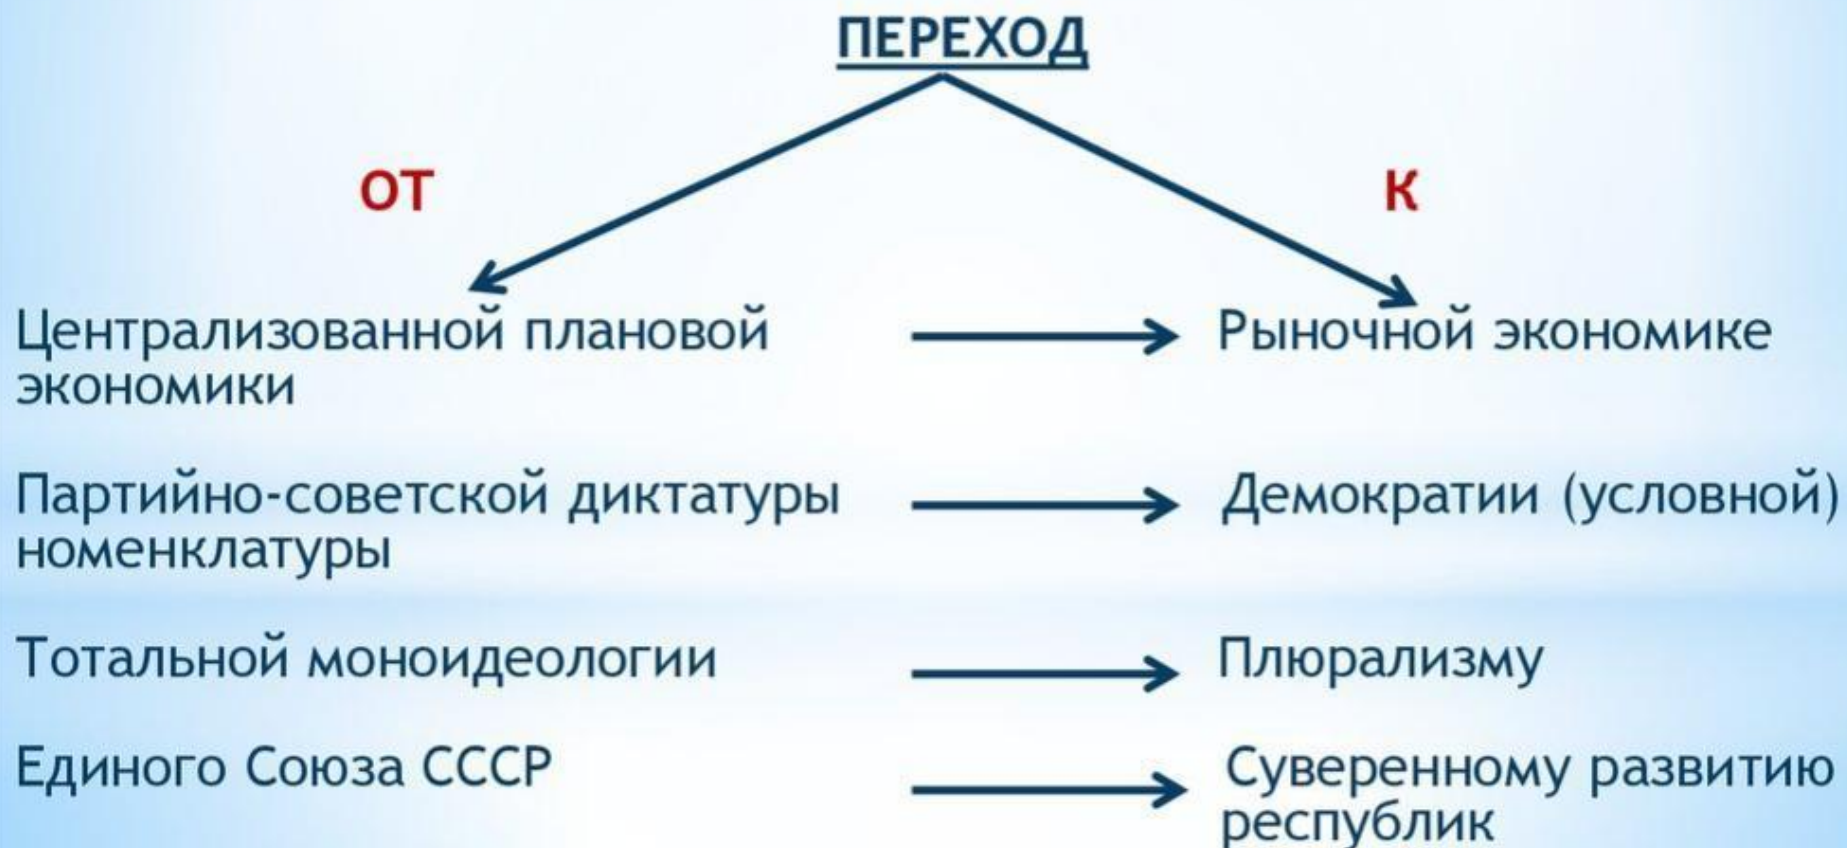 ПЕРЕХОД
ОТ
К
Централизованной плановой
экономики
Рыночной экономике
Партийно-советской диктатуры
номенклатуры
Демократии (условной)
Тотальной моноидеологии
Плюрализму
Единого Союза СССР
Суверенному развитию
республик